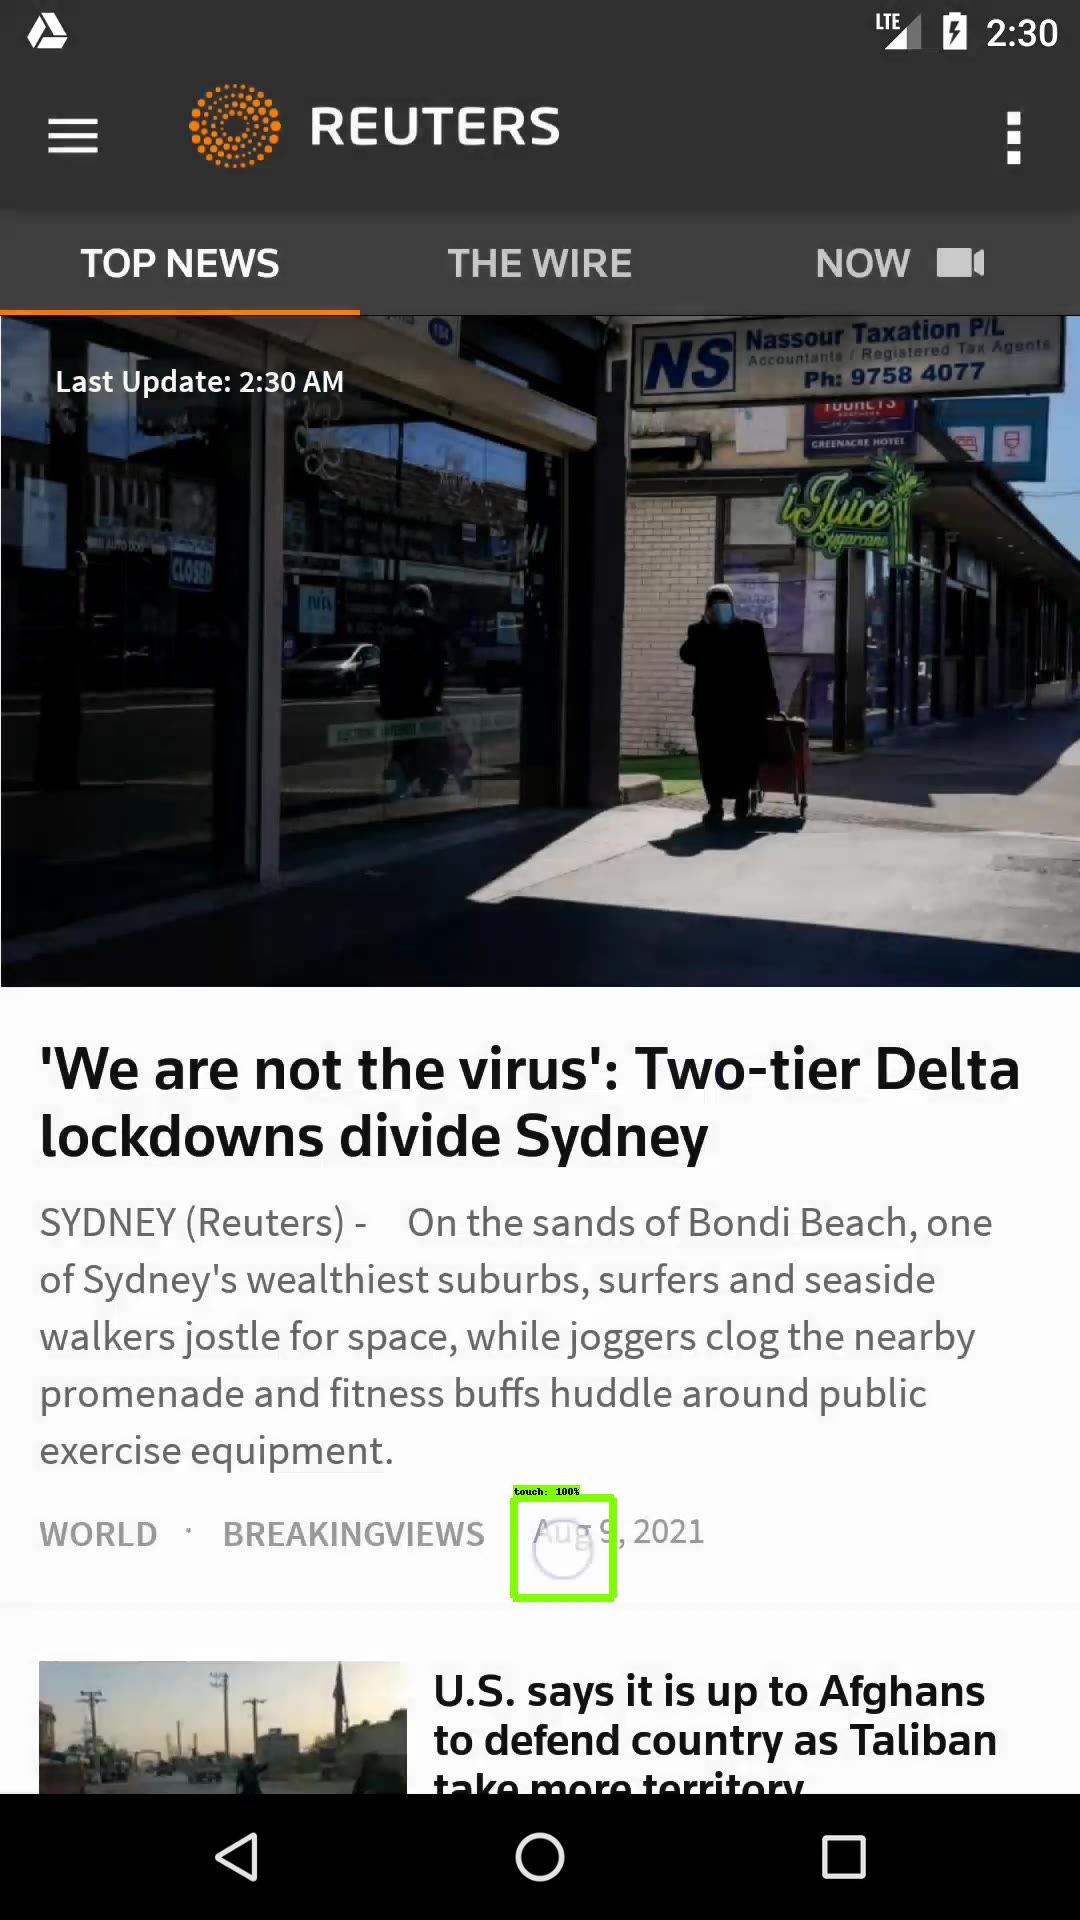 LTE 2:30
REUTERS
TOP NEWS
THE WIRE
NOW
Last Update: 2:30 AM
184
NS
Nassour Taxation P/L
Accountants / Registered Tax Agents
Ph: 9758 4077
TOOHEYS
GREENACRE HOTEL
iJuice
Sugarcane
CLOSED
'We are not the virus': Two-tier Delta
lockdowns divide Sydney
SYDNEY (Reuters) - On the sands of Bondi Beach, one
of Sydney's wealthiest suburbs, surfers and seaside
walkers jostle for space, while joggers clog the nearby
promenade and fitness buffs huddle around public
exercise equipment.
touch: 100%
WORLD · BREAKINGVIEWS Aug 9, 2021
U.S. says it is up to Afghans
to defend country as Taliban
take more territory